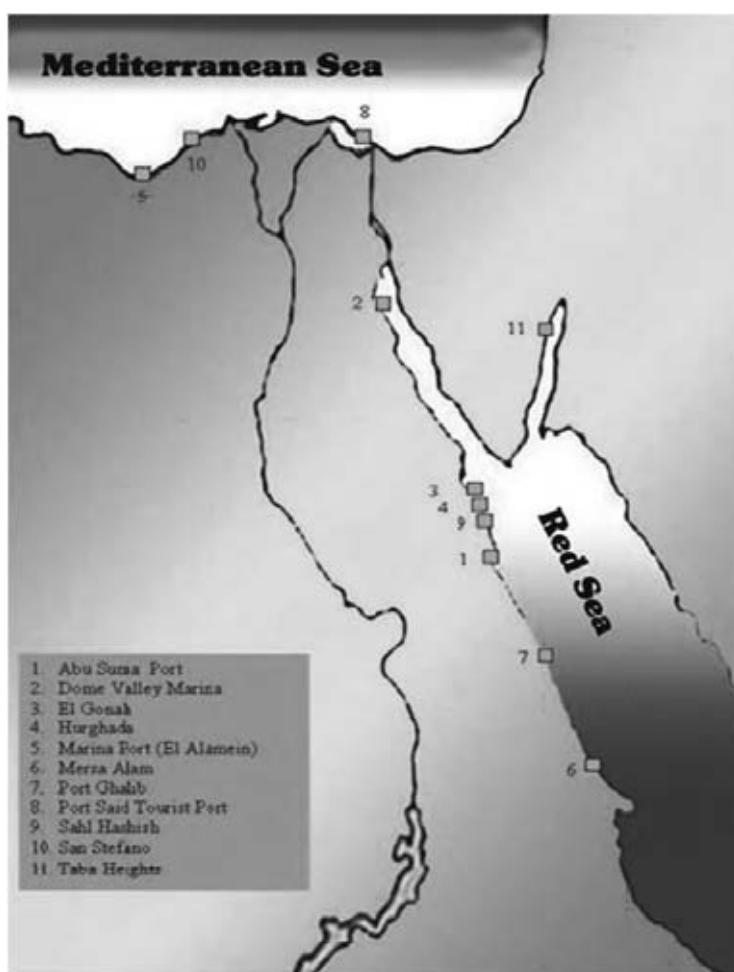 Mediterranean Sea
8
10
5
2
11
3
4
9
1
Red Sea
7
6
1. Abu Suma Port
2. Dome Valley Marina
3. El Gonah
4. Hurghada
5. Marina Port (El Alamein)
6. Mersa Alam
7. Port Ghalib
8. Port Said Tourist Port
9. Sahl Hashish
10. San Stefano
11. Taba Heights